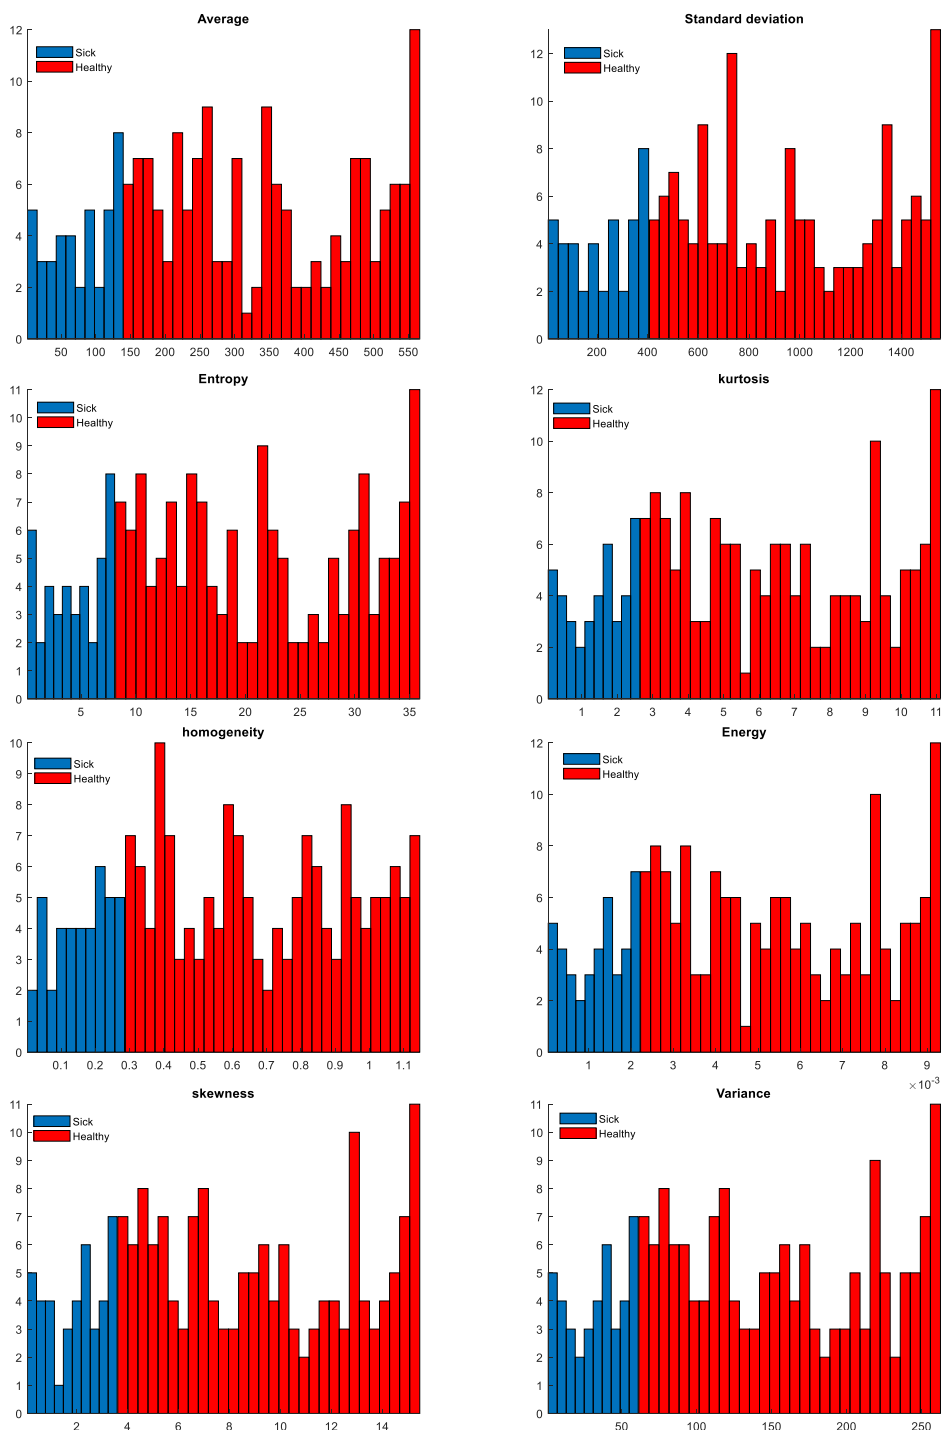 Average
Sick
Healthy
12
10
8
6
4
2
0
50 100 150 200 250 300 350 400 450 500 550
Standard deviation
Sick
Healthy
12
10
8
6
4
2
0
200 400 600 800 1000 1200 1400
Entropy
Sick
Healthy
11
10
9
8
7
6
5
4
3
2
1
0
5 10 15 20 25 30 35
kurtosis
Sick
Healthy
12
10
8
6
4
2
0
1 2 3 4 5 6 7 8 9 10 11
homogeneity
Sick
Healthy
10
9
8
7
6
5
4
3
2
1
0
0.1 0.2 0.3 0.4 0.5 0.6 0.7 0.8 0.9 1 1.1
Energy
Sick
Healthy
12
10
8
6
4
2
0
1 2 3 4 5 6 7 8 9
×10-3
skewness
Sick
Healthy
11
10
9
8
7
6
5
4
3
2
1
0
2 4 6 8 10 12 14
Variance
Sick
Healthy
11
10
9
8
7
6
5
4
3
2
1
0
50 100 150 200 250